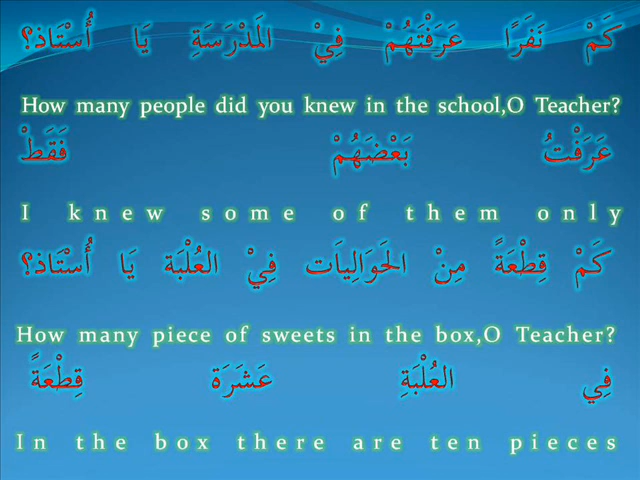 كَمْ نَفَرًا عَرَفْتَهُمْ فِيْ الَمَدْرَسَةِ يَا أُسْتَاذ؟
How many people did you knew in the school,O Teacher?
عَرَفْتُ بَعْضَهُمْ فَقَطْ
I knew some of them only
كَمْ قِطْعَةً مِنْ الحَوَالِيَات فِيْ العُلْبَة يَا أُسْتَاذ؟
How many piece of sweets in the box,O Teacher?
فِي العُلْبَةِ عَشَرَة قِطْعَةً
In the box there are ten pieces